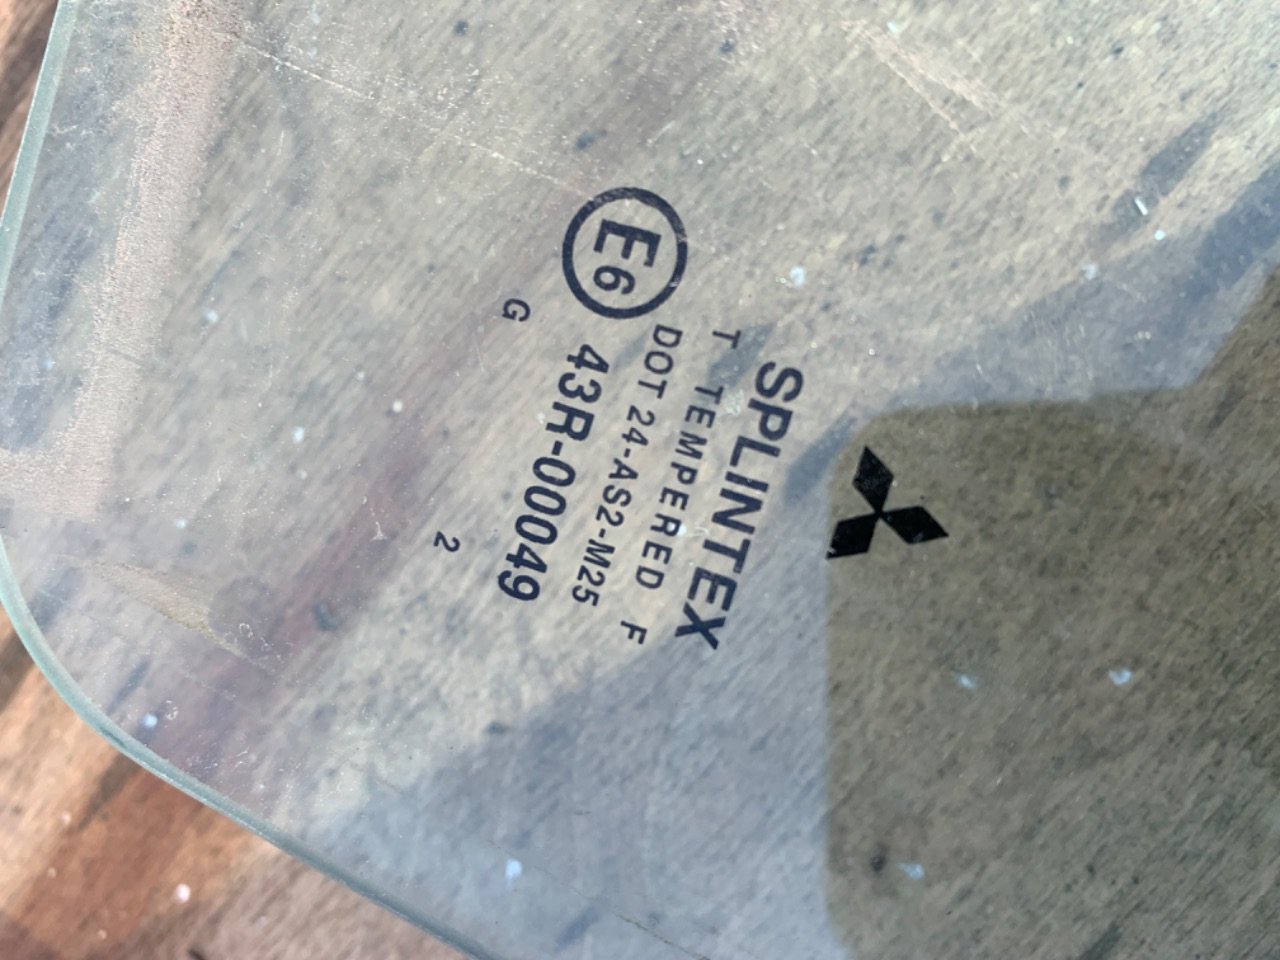 SPLINTEX
T TEMPERED F
DOT 24-AS2-M25
E6 43R-00049
G 2